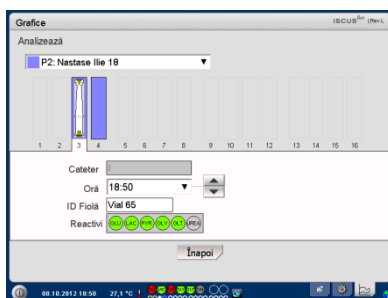 Grafice
ISCUSflex |Rev L
Analizează
P2: Nastase Ilie 18
1 2 3 4 5 6 7 8 9 10 11 12 13 14 15 16
Cateter
Oră 18:50
ID Fiolă Vial 65
Reactivi GLU LAC PYR GLY GLT UREA
Înapoi
08.10.2012 18:50 27,1 °C